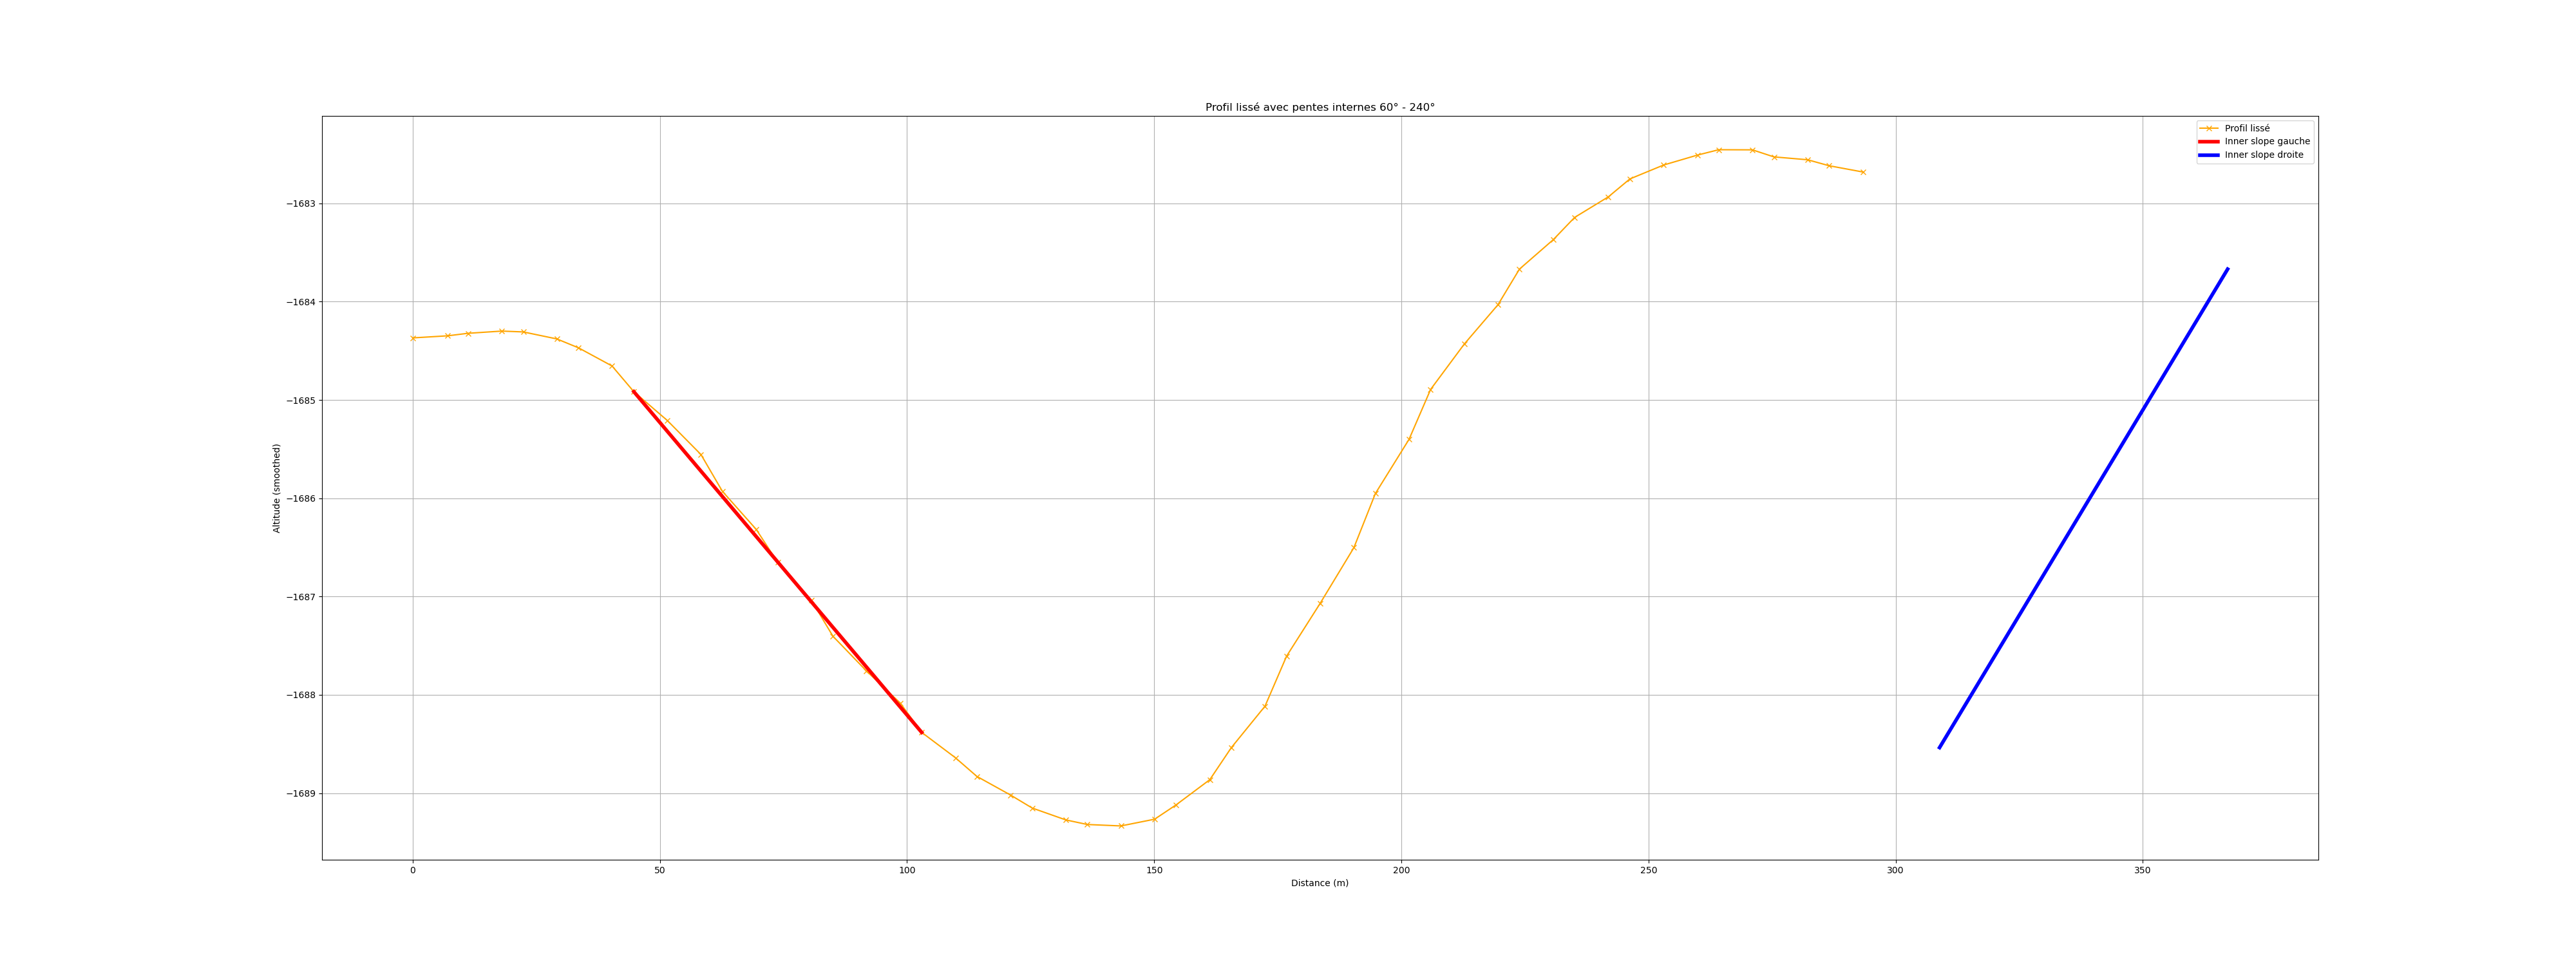 Profil lissé avec pentes internes 60° - 240°
Profil lissé
Inner slope gauche
Inner slope droite
−1683
−1684
−1685
−1686
−1687
−1688
−1689
Altitude (smoothed)
0 50 100 150 200 250 300 350
Distance (m)